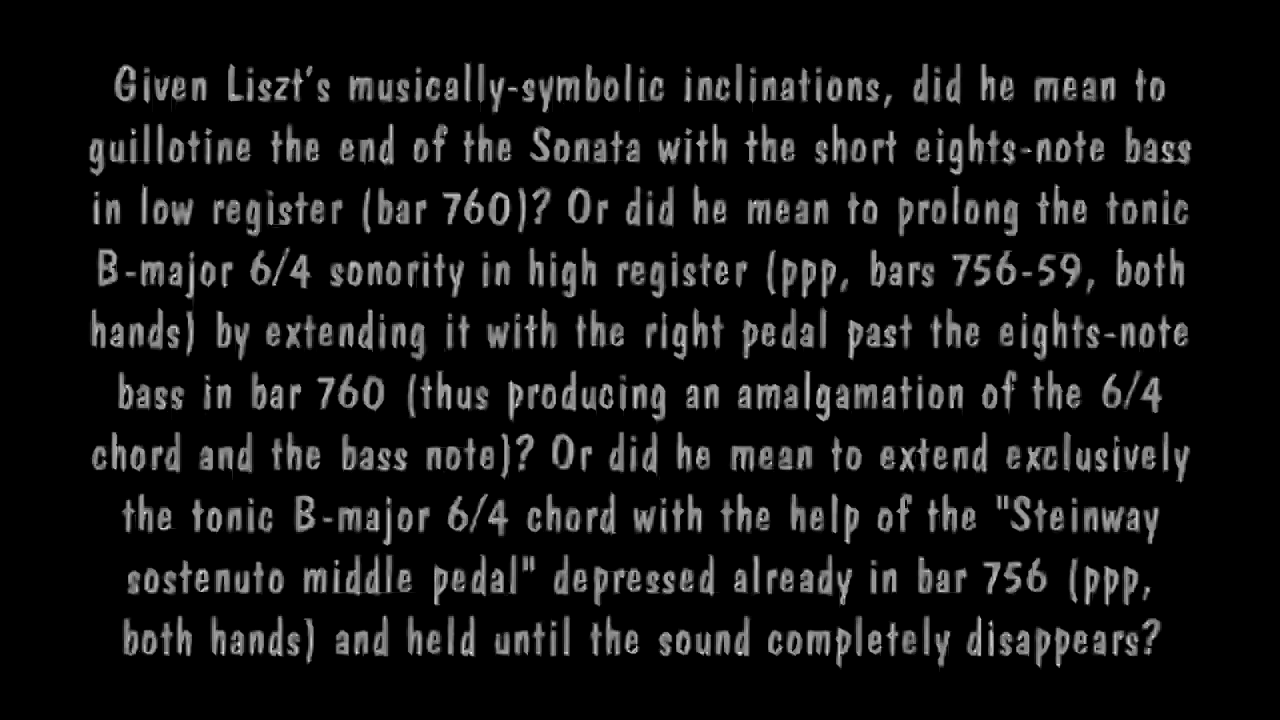 Given Liszt's musically-symbolic inclinations, did he mean to
guillotine the end of the Sonata with the short eights-note bass
in low register (bar 760)? Or did he mean to prolong the tonic
B-major 6/4 sonority in high register (ppp, bars 756-59, both
hands) by extending it with the right pedal past the eights-note
bass in bar 760 (thus producing an amalgamation of the 6/4
chord and the bass note)? Or did he mean to extend exclusively
the tonic B-major 6/4 chord with the help of the "Steinway
sostenuto middle pedal" depressed already in bar 756 (ppp,
both hands) and held until the sound completely disappears?